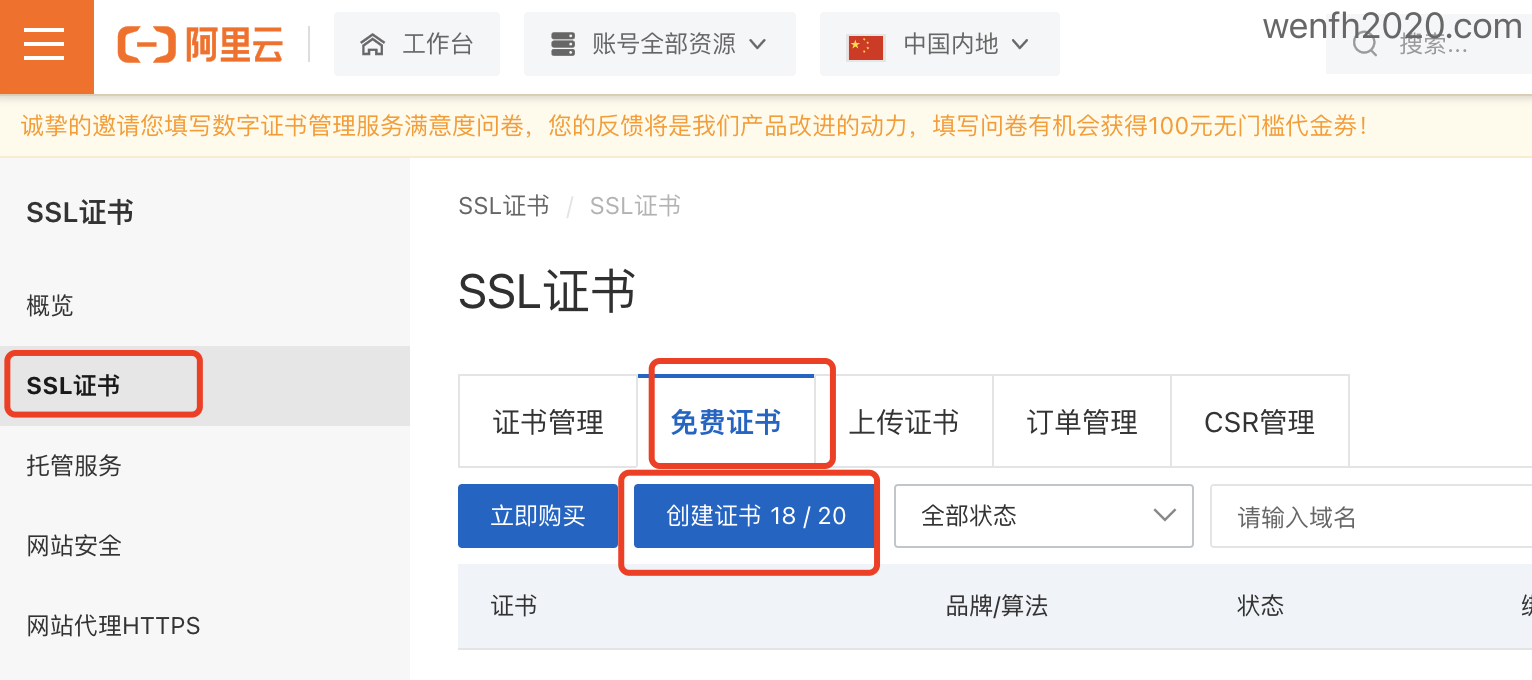 wenfh2020.com
阿里云 工作台 账号全部资源 中国内地 搜索...
诚挚的邀请您填写数字证书管理服务满意度问卷，您的反馈将是我们产品改进的动力，填写问卷有机会获得100元无门槛代金券！
SSL证书
概览
SSL证书
托管服务
网站安全
网站代理HTTPS
SSL证书 / SSL证书
SSL证书
证书管理 免费证书 上传证书 订单管理 CSR管理
立即购买 创建证书 18 / 20 全部状态 请输入域名
证书 品牌/算法 状态